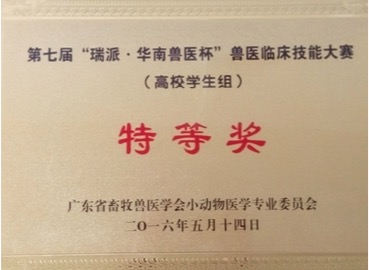 第七届“瑞派·华南兽医杯”兽医临床技能大赛
（高校学生组）
特等奖
广东省畜牧兽医学会小动物医学专业委员会
二〇一六年五月十四日